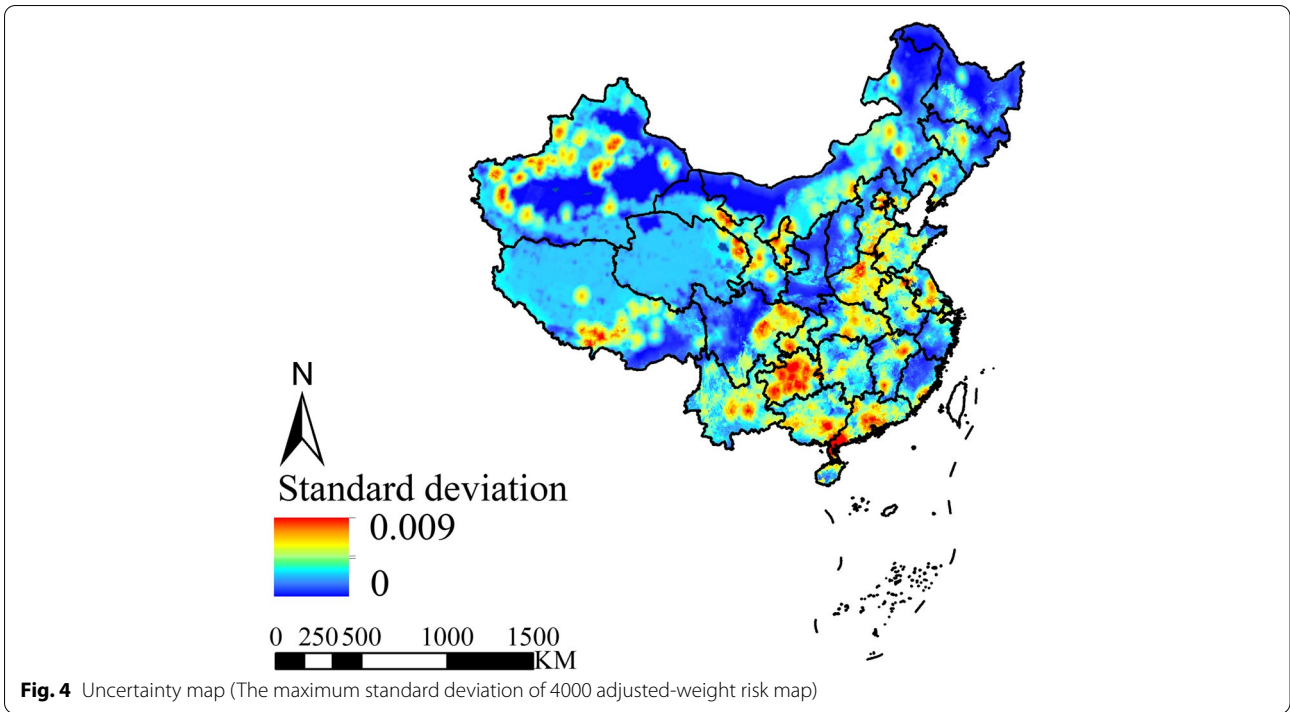 N
Standard deviation
0.009
0
0 250 500 1000 1500
KM
Fig. 4 Uncertainty map (The maximum standard deviation of 4000 adjusted-weight risk map)